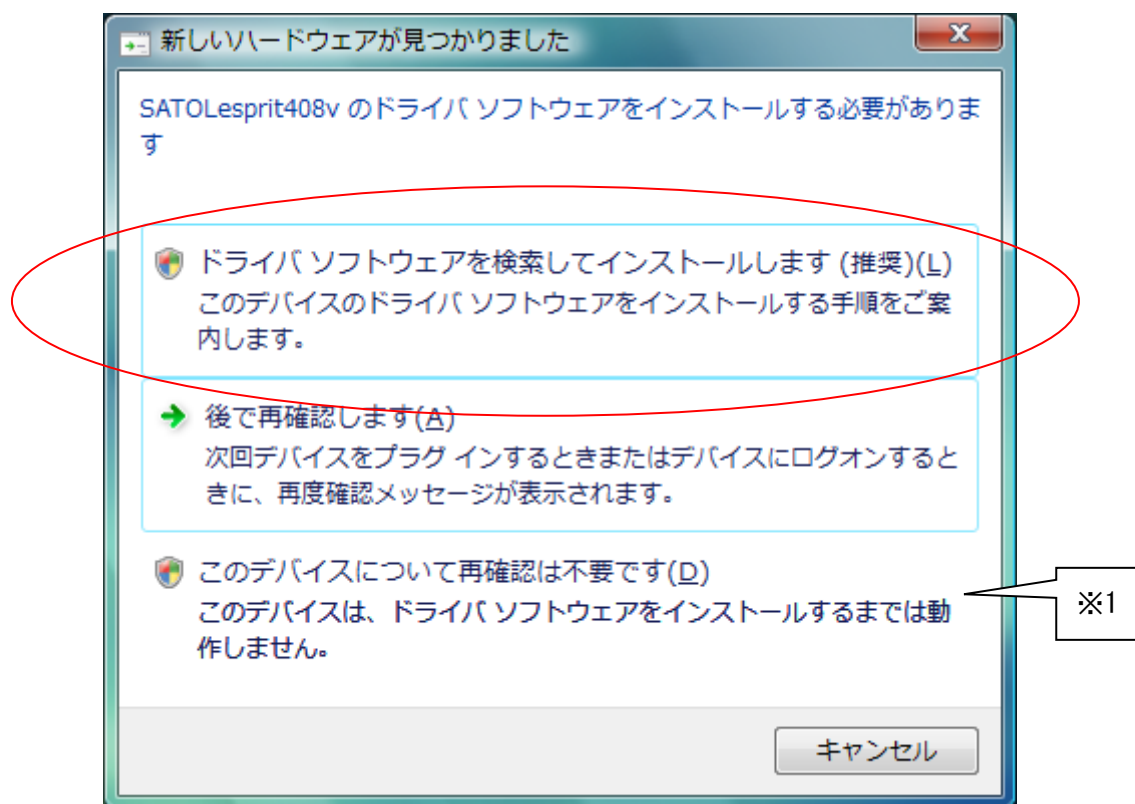 新しいハードウェアが見つかりました
SATOLesprit408v のドライバ ソフトウェアをインストールする必要がありま
す
ドライバ ソフトウェアを検索してインストールします (推奨)(L)
このデバイスのドライバ ソフトウェアをインストールする手順をご案
内します。
後で再確認します(A)
次回デバイスをプラグ インするときまたはデバイスにログオンすると
きに、再度確認メッセージが表示されます。
このデバイスについて再確認は不要です(D)
このデバイスは、ドライバ ソフトウェアをインストールするまでは動
作しません。
※1
キャンセル